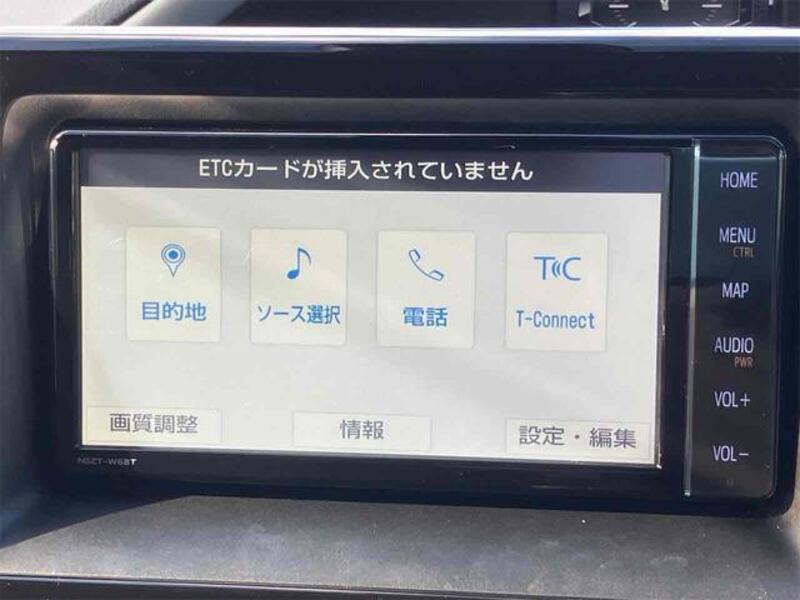 ETCカードが挿入されていません
目的地
ソース選択
電話
T-Connect
画質調整
情報
設定・編集
NSZT-W68T
HOME
MENU
CTRL
MAP
AUDIO
PWR
VOL+
VOL-